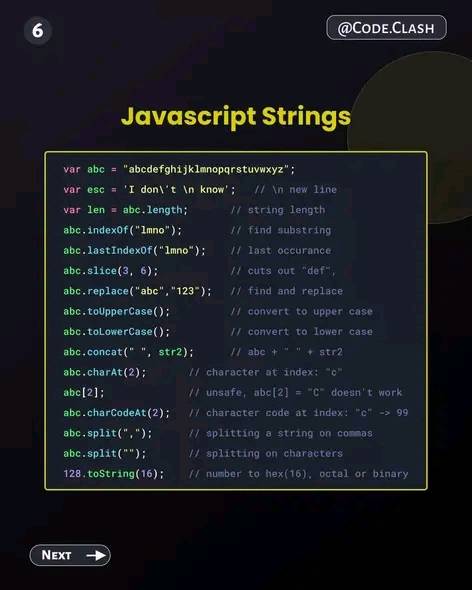 6
@Code.Clash
Javascript Strings
var abc = "abcdefghijklmnopqrstuvwxyz";
var esc = 'I don\'t \n know';   // \n new line
var len = abc.length;       // string length
abc.indexOf("lmno");        // find substring
abc.lastIndexOf("lmno");    // last occurance
abc.slice(3, 6);            // cuts out "def",
abc.replace("abc","123");   // find and replace
abc.toUpperCase();          // convert to upper case
abc.toLowerCase();          // convert to lower case
abc.concat(" ", str2);      // abc + " " + str2
abc.charAt(2);       // character at index: "c"
abc[2];              // unsafe, abc[2] = "C" doesn't work
abc.charCodeAt(2);   // character code at index: "c" -> 99
abc.split(",");      // splitting a string on commas
abc.split("");       // splitting on characters
128.toString(16);    // number to hex(16), octal or binary
Next